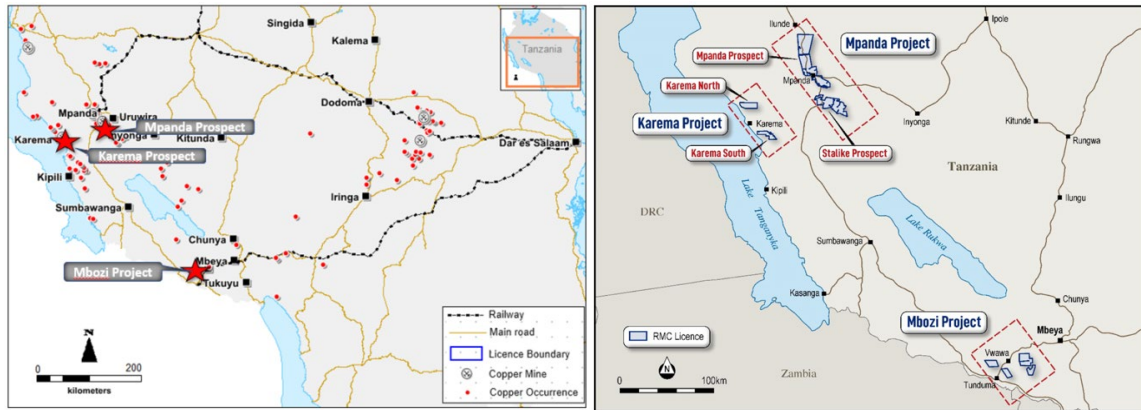 Singida
Kalema
Tanzania
Dodoma
Mpanda
Uruwira
Mpanda Prospect
Inyonga
Kitunda
Karema
Karema Prospect
Dar es Salaam
Kipili
Iringa
Sumbawanga
Chunya
Mbeya
Mbozi Project
Tukuyu
N
0
200
kilometers
Railway
Main road
Licence Boundary
Copper Mine
Copper Occurrence
Ilunde
Ipole
Mpanda Project
Mpanda Prospect
Mpanda
Karema North
Karema Project
Karema
Inyonga
Kitunde
Rungwa
Karema South
Stalike Prospect
Tanzania
Kipili
Lake Tanganyka
DRC
Lake Rukwa
Ilungu
Sumbawanga
Kasanga
Chunya
Mbozi Project
Mbeya
RMC Licence
Vwawa
N
Tunduma
0
100km
Zambia